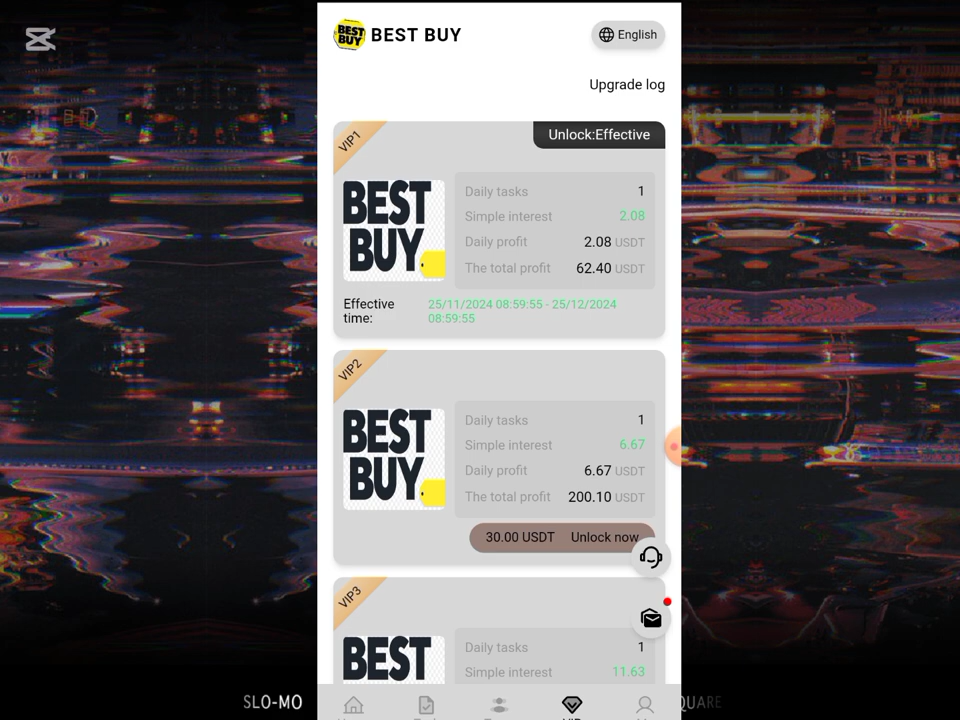 BEST
BUY
BEST BUY
English
Upgrade log
VIP1
Unlock:Effective
BEST
BUY
Daily tasks 1
Simple interest 2.08
Daily profit 2.08 USDT
The total profit 62.40 USDT
Effective time: 25/11/2024 08:59:55 - 25/12/2024
08:59:55
VIP2
BEST
BUY
Daily tasks 1
Simple interest 6.67
Daily profit 6.67 USDT
The total profit 200.10 USDT
30.00 USDT Unlock now
VIP3
BEST
Daily tasks 1
Simple interest 11.63
SLO-MO